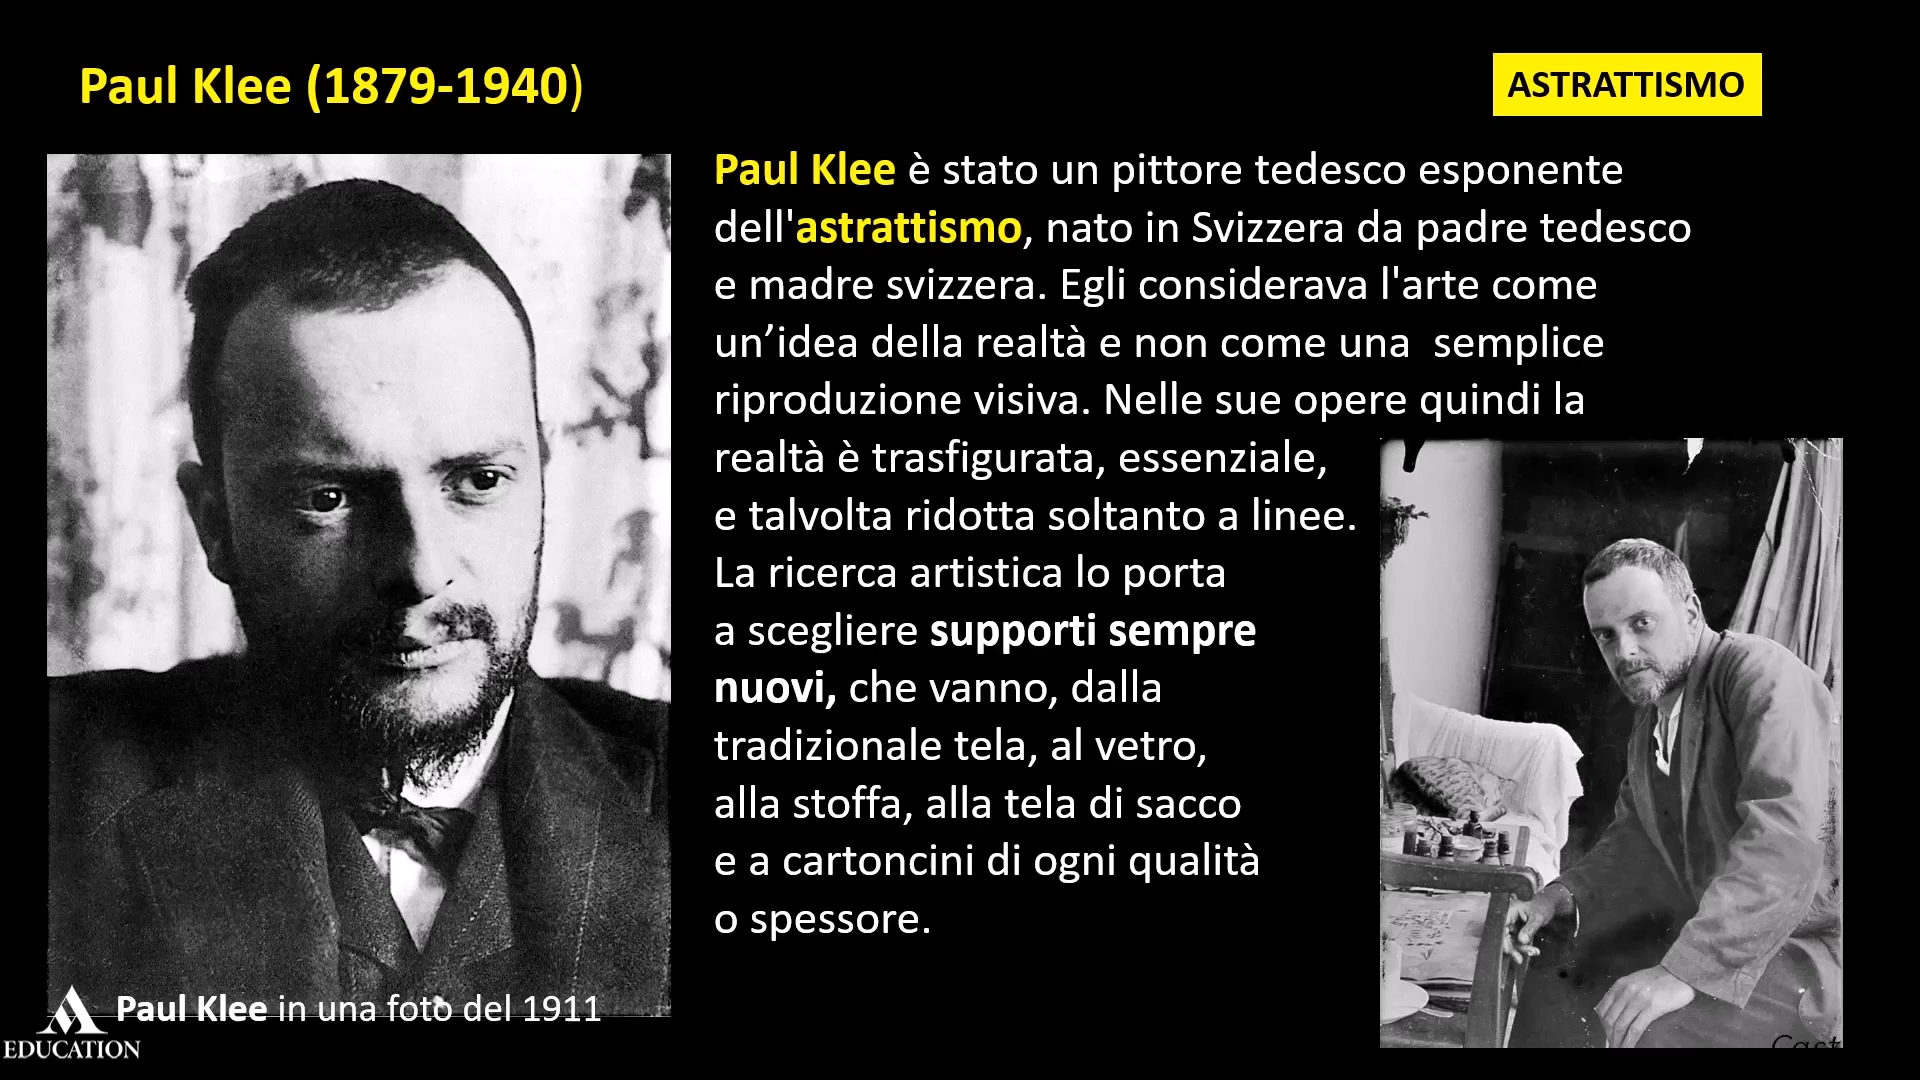 Paul Klee (1879-1940)
ASTRATTISMO
Paul Klee è stato un pittore tedesco esponente
dell'astrattismo, nato in Svizzera da padre tedesco
e madre svizzera. Egli considerava l'arte come
un’idea della realtà e non come una  semplice
riproduzione visiva. Nelle sue opere quindi la
realtà è trasfigurata, essenziale,
e talvolta ridotta soltanto a linee.
La ricerca artistica lo porta
a scegliere supporti sempre
nuovi, che vanno, dalla
tradizionale tela, al vetro,
alla stoffa, alla tela di sacco
e a cartoncini di ogni qualità
o spessore.
Paul Klee in una foto del 1911
EDUCATION